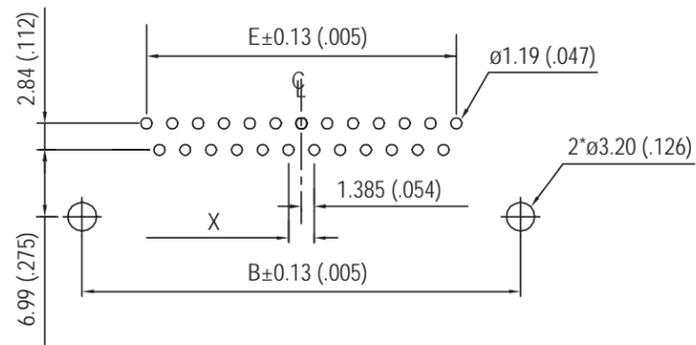 E±0.13 (.005)
ø1.19 (.047)
2.84 (.112)
CL
2*ø3.20 (.126)
1.385 (.054)
X
6.99 (.275)
B±0.13 (.005)